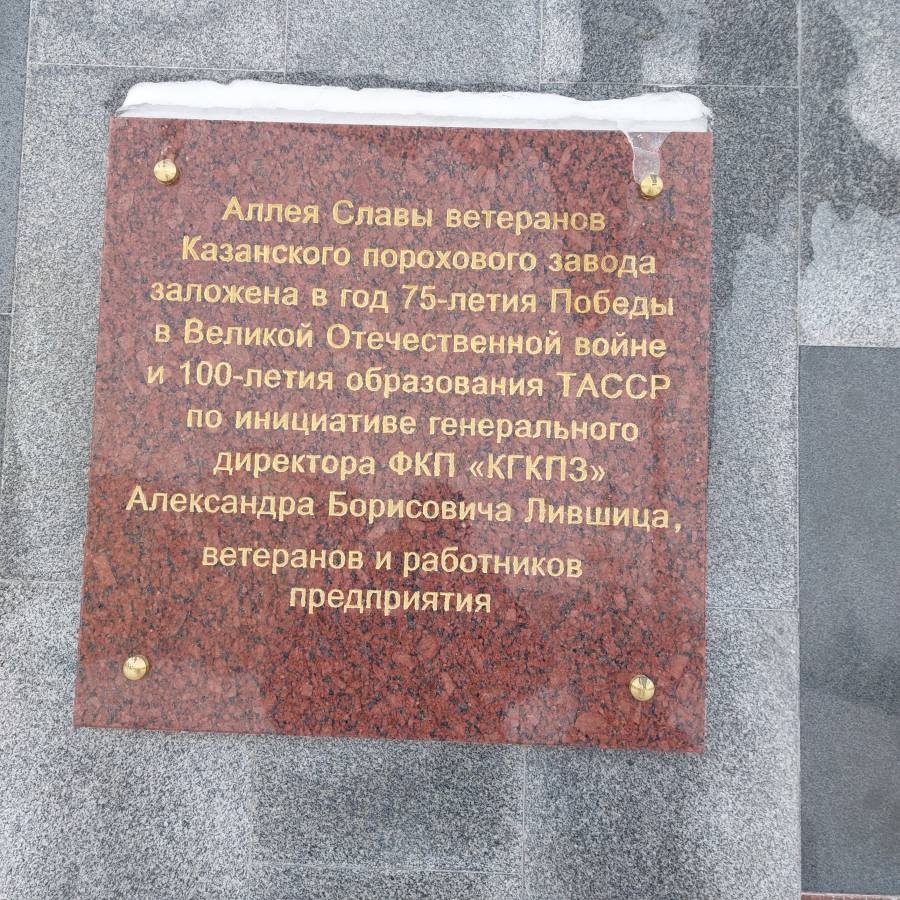 Аллея Славы ветеранов
Казанского порохового завода
заложена в год 75-летия Победы
в Великой Отечественной войне
и 100-летия образования ТАССР
по инициативе генерального
директора ФКП «КГКПЗ»
Александра Борисовича Лившица,
ветеранов и работников
предприятия